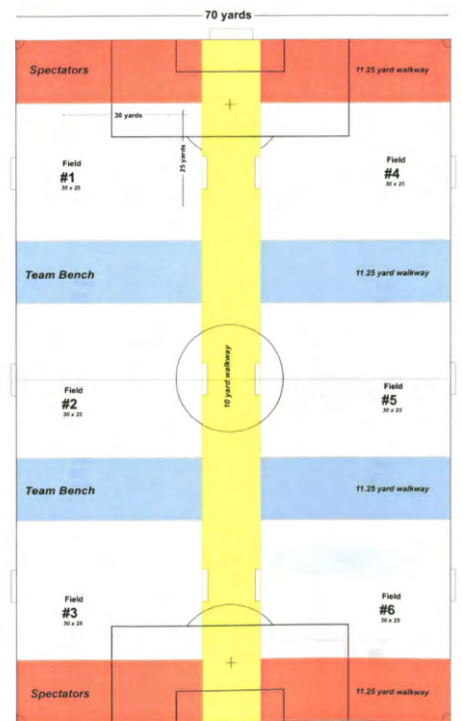 70 yards
Spectators
11.25 yard walkway
30 yards
25 yards
Field
#1
30 x 25
Field
#4
30 x 25
Team Bench
11.25 yard walkway
10 yard walkway
Field
#2
30 x 25
Field
#5
30 x 25
Team Bench
11.25 yard walkway
Field
#3
30 x 25
Field
#6
30 x 25
Spectators
11.25 yard walkway